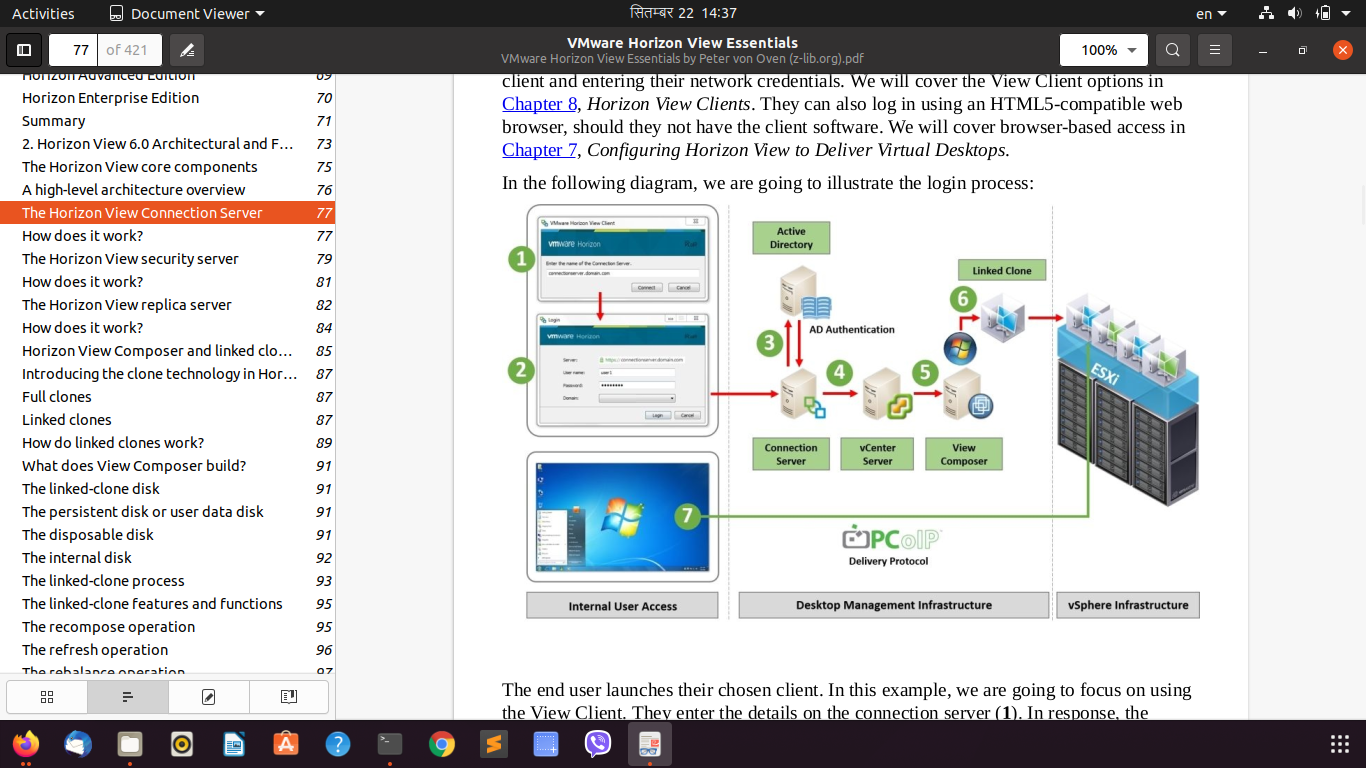 Activities
Document Viewer
सितम्बर 22 14:37
en
77
of 421
VMware Horizon View Essentials
VMware Horizon View Essentials by Peter von Oven (z-lib.org).pdf
100%
Horizon Advanced Edition 69
Horizon Enterprise Edition 70
Summary 71
2. Horizon View 6.0 Architectural and F... 73
The Horizon View core components 75
A high-level architecture overview 76
The Horizon View Connection Server 77
How does it work? 77
The Horizon View security server 79
How does it work? 81
The Horizon View replica server 82
How does it work? 84
Horizon View Composer and linked clo... 85
Introducing the clone technology in Hor... 87
Full clones 87
Linked clones 87
How do linked clones work? 89
What does View Composer build? 91
The linked-clone disk 91
The persistent disk or user data disk 91
The disposable disk 91
The internal disk 92
The linked-clone process 93
The linked-clone features and functions 95
The recompose operation 95
The refresh operation 96
The rebalance operation 97
client and entering their network credentials. We will cover the View Client options in
Chapter 8, Horizon View Clients. They can also log in using an HTML5-compatible web
browser, should they not have the client software. We will cover browser-based access in
Chapter 7, Configuring Horizon View to Deliver Virtual Desktops.
In the following diagram, we are going to illustrate the login process:
1
VMware Horizon View Client
vmware Horizon
Enter the name of the Connection Server.
connectionserver.domain.com
Connect
Cancel
2
Login
vmware Horizon
Server: https://connectionserver.domain.com
User name: user1
Password:
Domain:
Login
Cancel
Active
Directory
AD Authentication
3
4
5
6
Linked Clone
ESXi
Connection
Server
vCenter
Server
View
Composer
7
PCoIP
Delivery Protocol
Internal User Access
Desktop Management Infrastructure
vSphere Infrastructure
The end user launches their chosen client. In this example, we are going to focus on using
the View Client. They enter the details on the connection server (1). In response, the